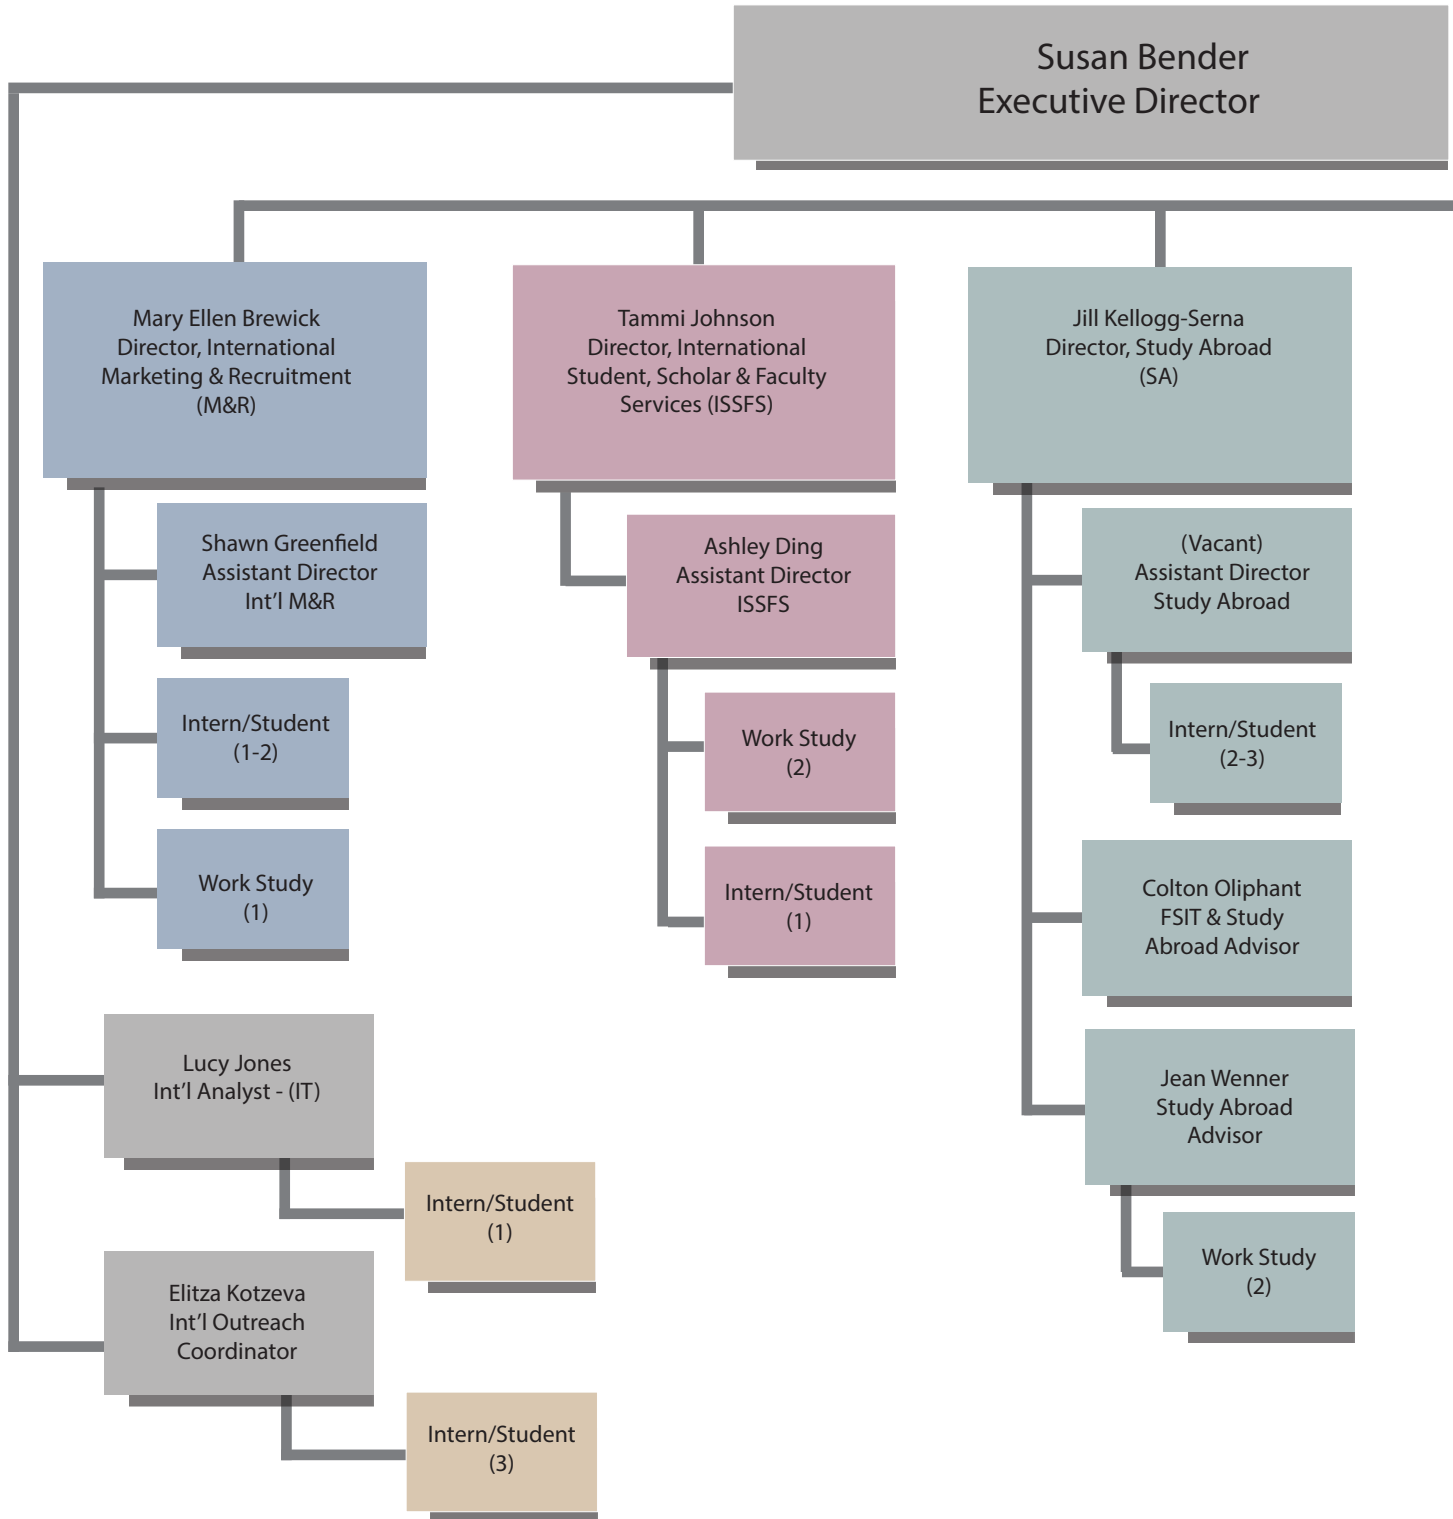 Susan Bender
Executive Director
Mary Ellen Brewick
Director, International
Marketing & Recruitment
(M&R)
Shawn Greenfield
Assistant Director
Int’l M&R
Intern/Student
(1-2)
Work Study
(1)
Tammi Johnson
Director, International
Student, Scholar & Faculty
Services (ISSFS)
Ashley Ding
Assistant Director
ISSFS
Work Study
(2)
Intern/Student
(1)
Jill Kellogg-Serna
Director, Study Abroad
(SA)
(Vacant)
Assistant Director
Study Abroad
Intern/Student
(2-3)
Colton Oliphant
FSIT & Study
Abroad Advisor
Jean Wenner
Study Abroad
Advisor
Work Study
(2)
Lucy Jones
Int’l Analyst - (IT)
Intern/Student
(1)
Elitza Kotzeva
Int’l Outreach
Coordinator
Intern/Student
(3)